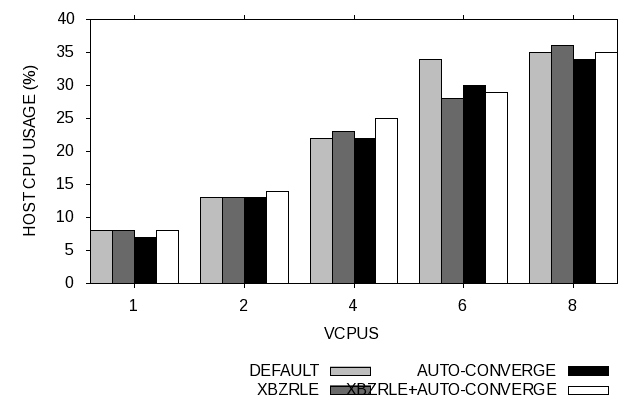 40
35
30
25
20
15
10
5
0
HOST CPU USAGE (%)
1 2 4 6 8
VCPUS
DEFAULT AUTO-CONVERGE
XBZRLE XBZRLE+AUTO-CONVERGE